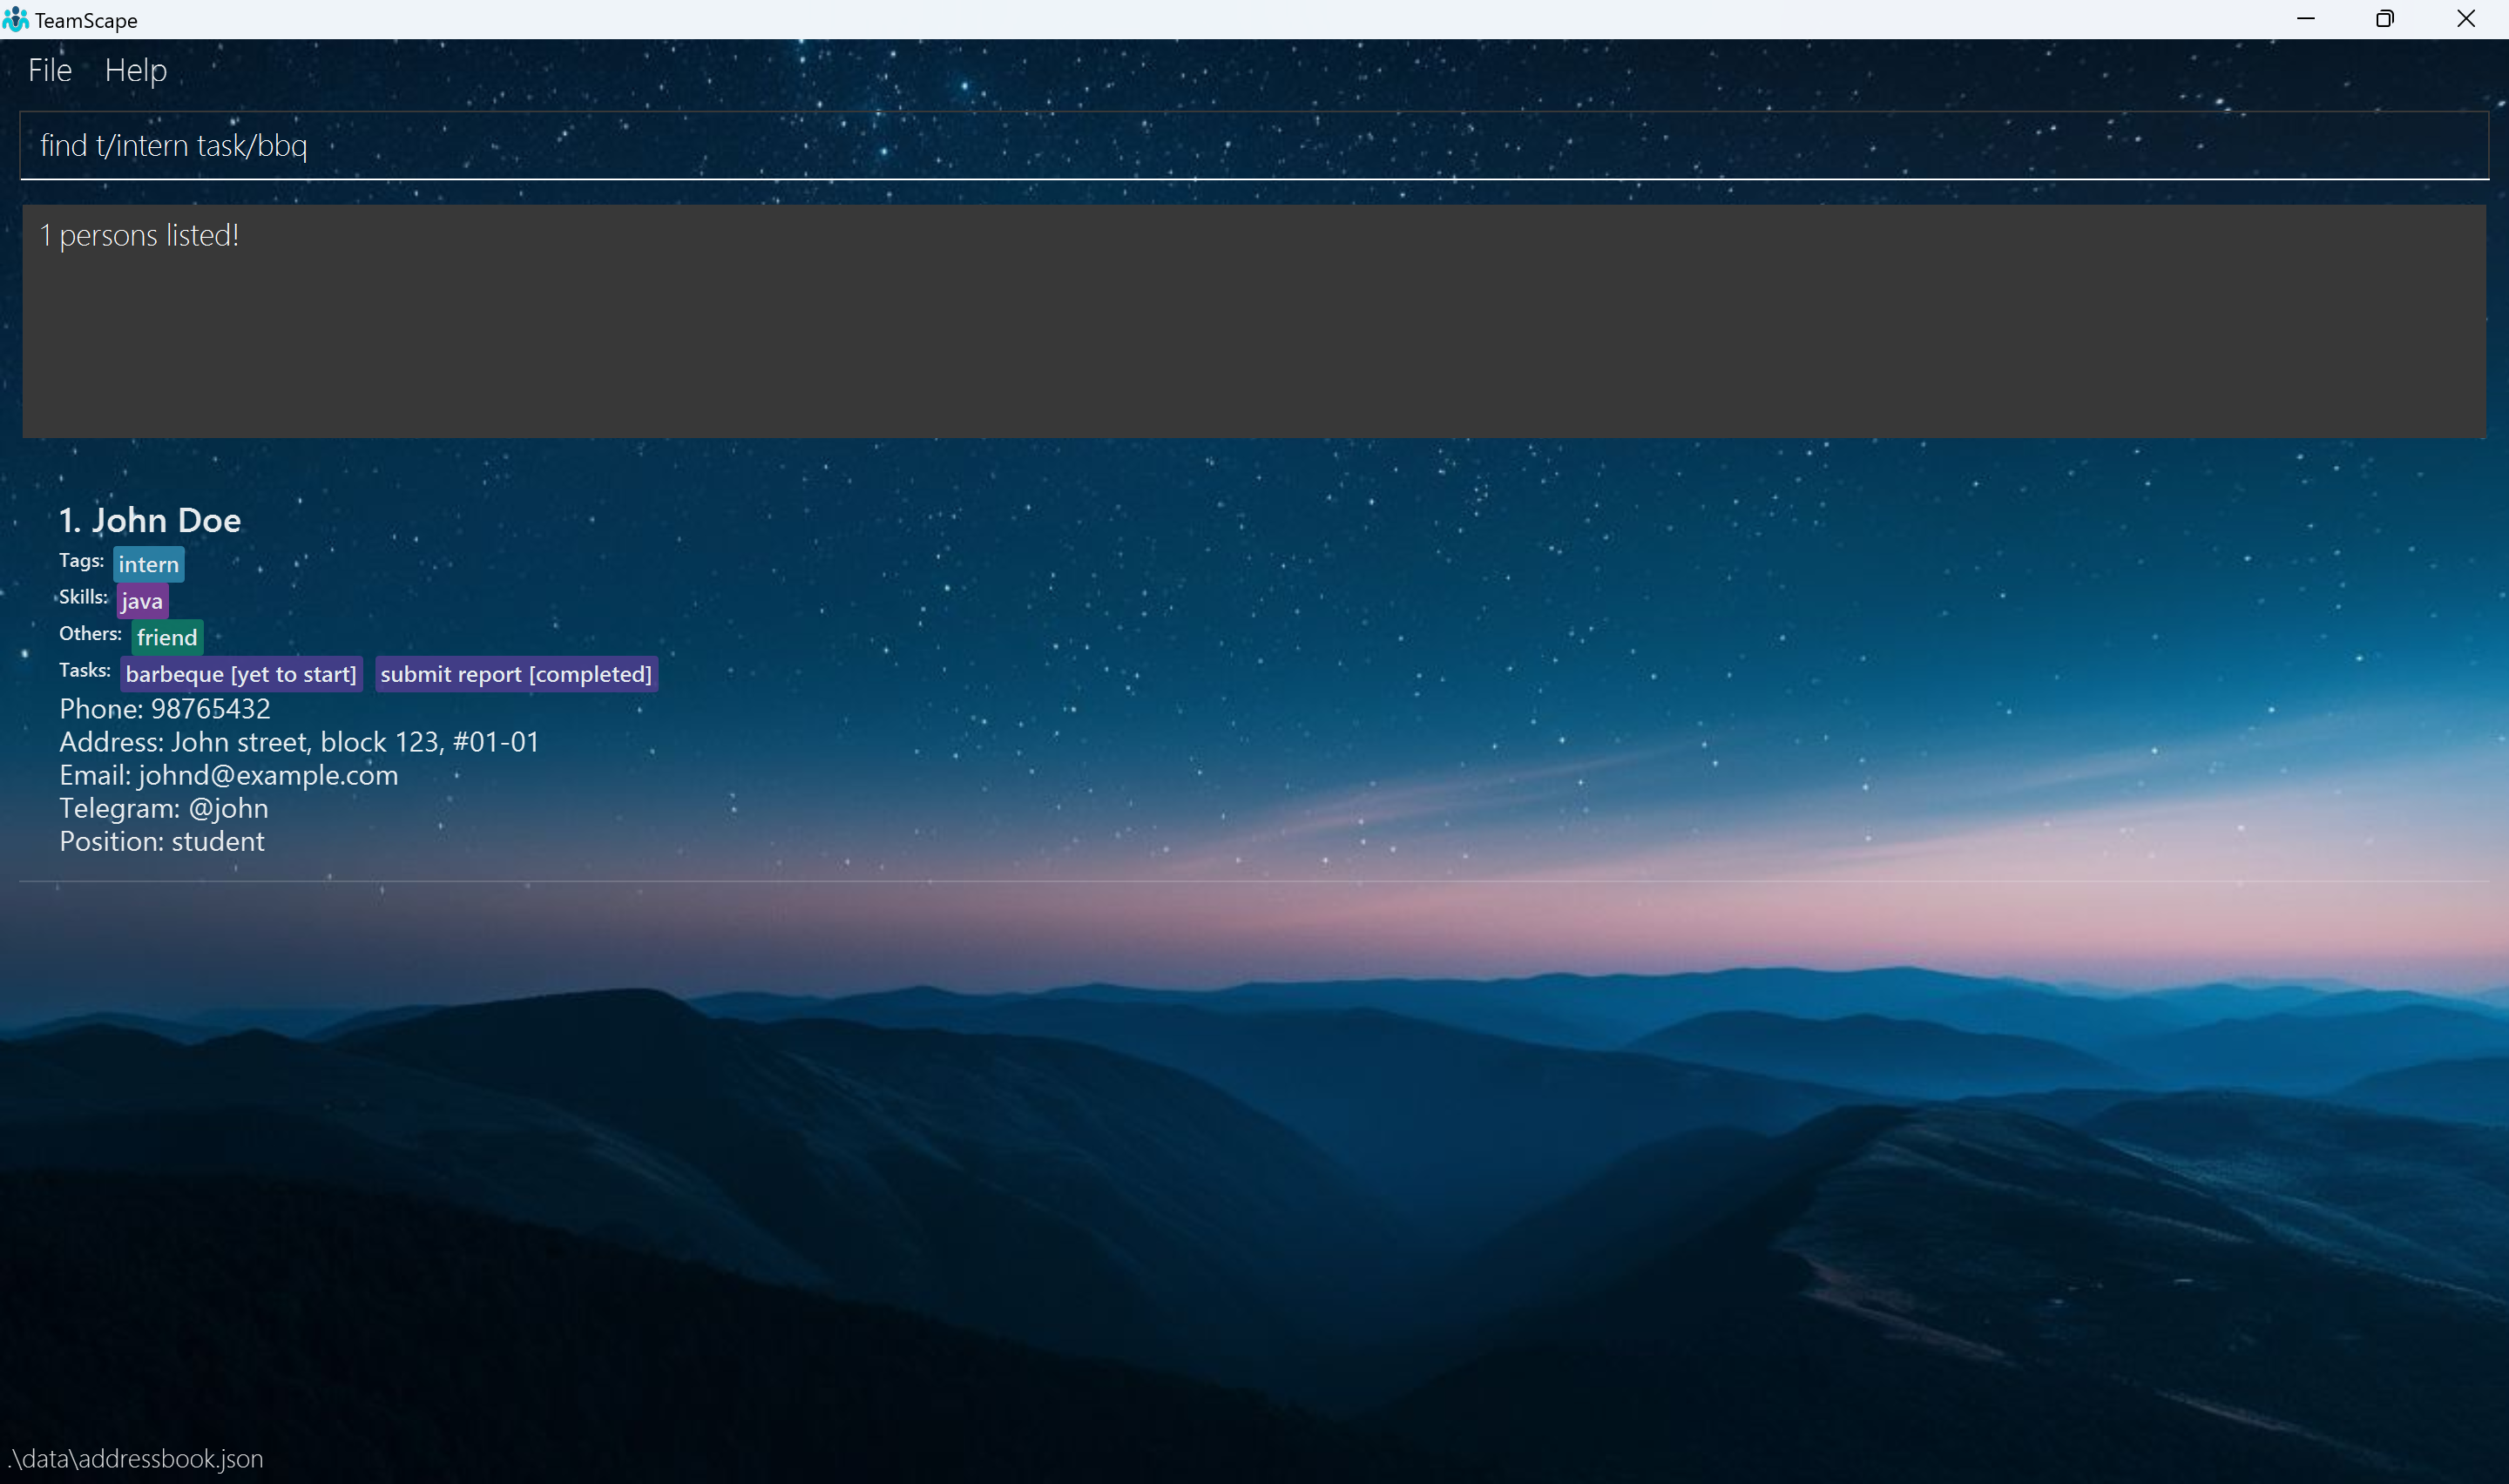 TeamScape
File Help
find t/intern task/bbq
1 persons listed!
1. John Doe
Tags: intern
Skills: java
Others: friend
Tasks: barbeque [yet to start] submit report [completed]
Phone: 98765432
Address: John street, block 123, #01-01
Email: johnd@example.com
Telegram: @john
Position: student
.\data\addressbook.json